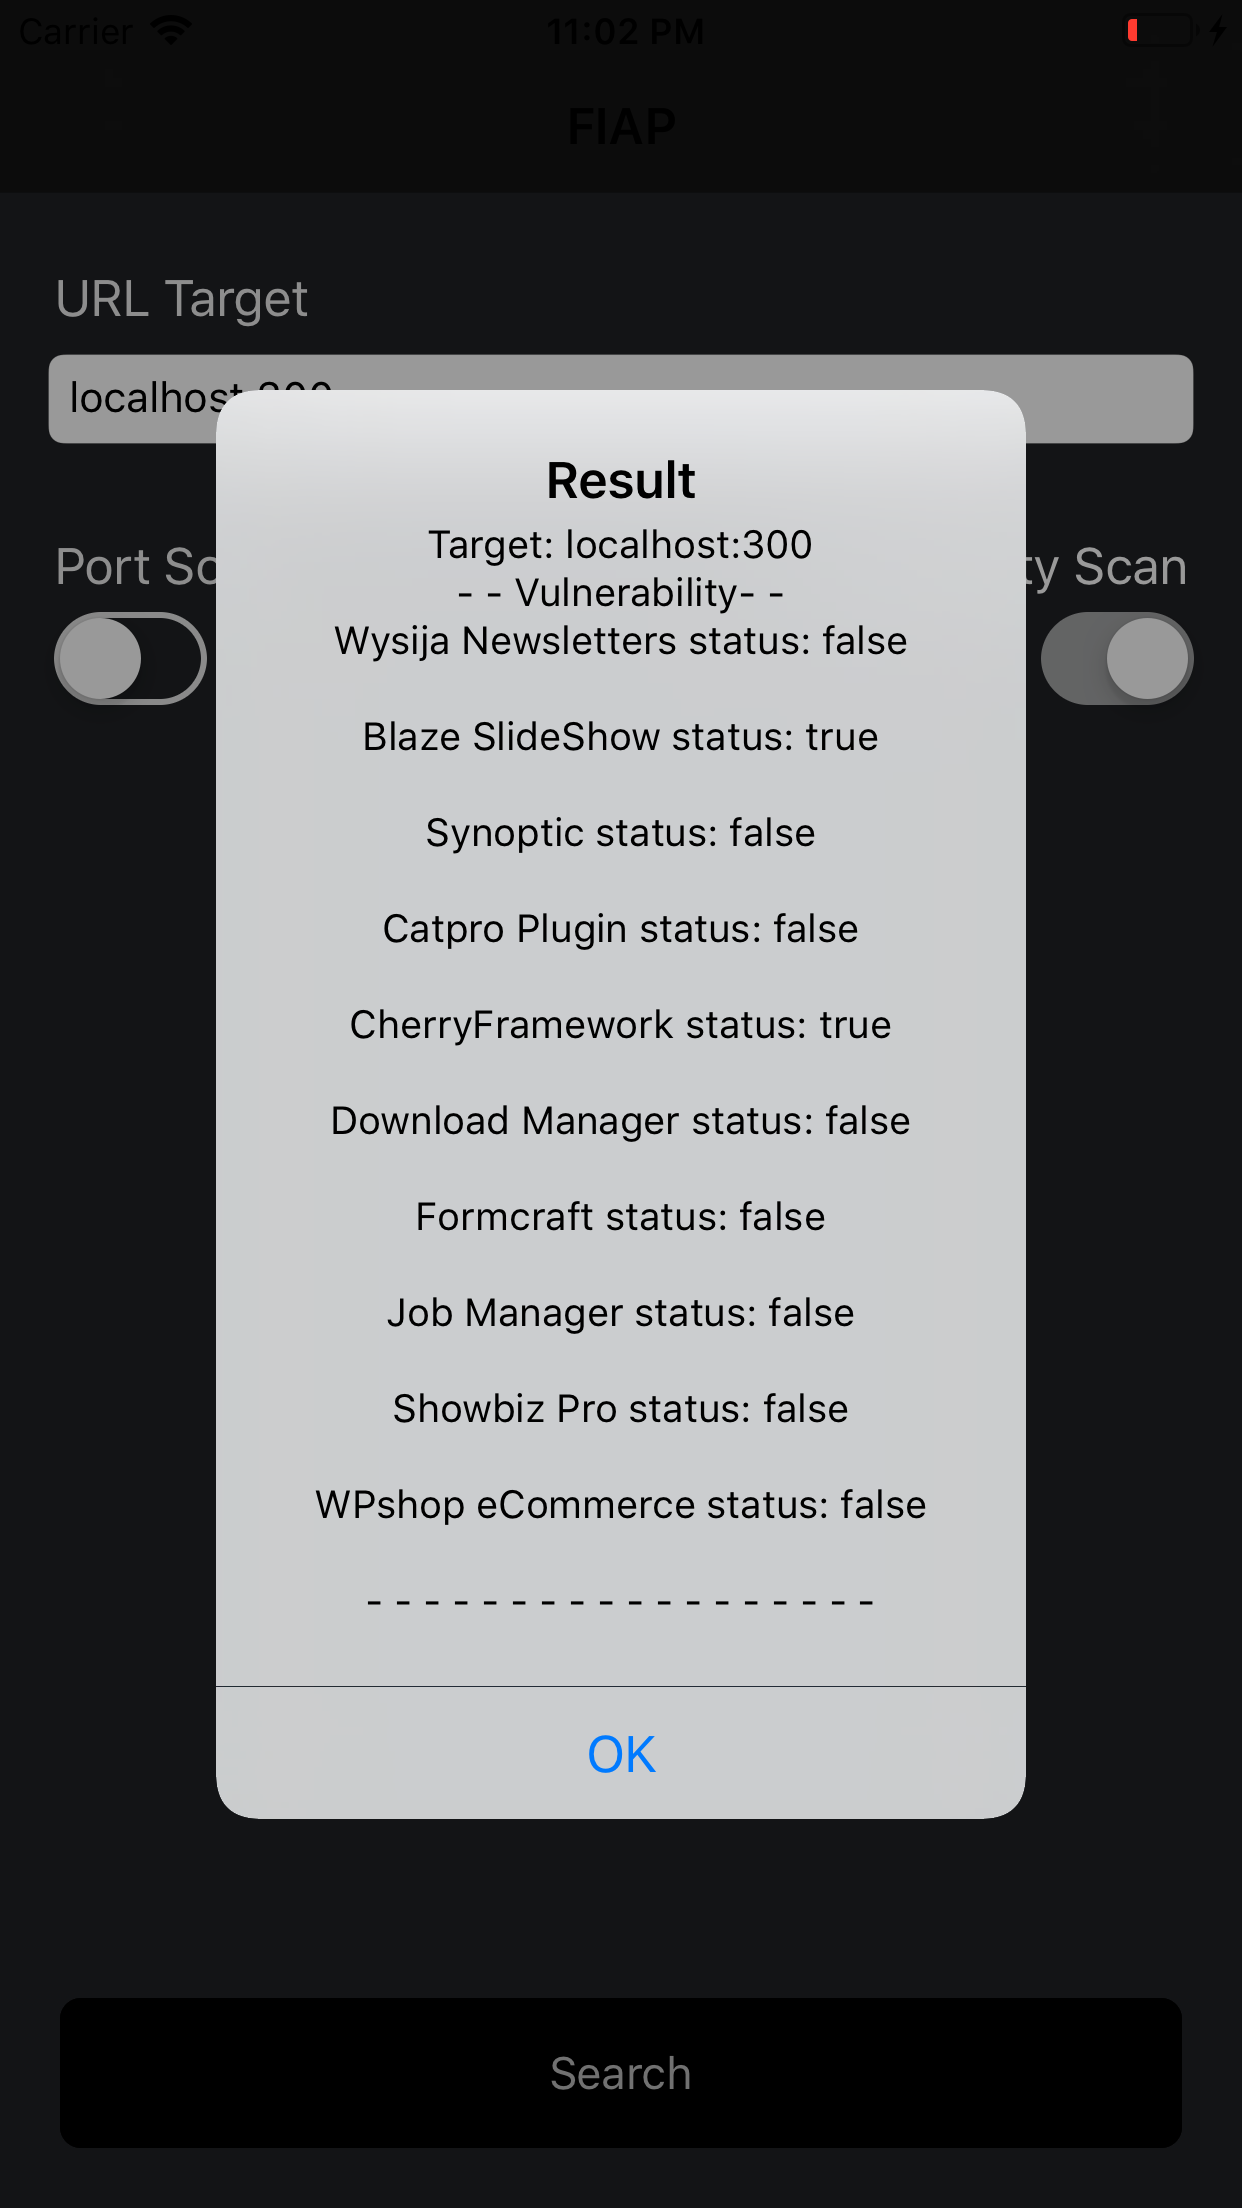 Carrier
11:02 PM
FIAP
URL Target
localhost:300
Result
Target: localhost:300
- - Vulnerability- -
Wysija Newsletters status: false
Blaze SlideShow status: true
Synoptic status: false
Catpro Plugin status: false
CherryFramework status: true
Download Manager status: false
Formcraft status: false
Job Manager status: false
Showbiz Pro status: false
WPshop eCommerce status: false
- - - - - - - - - - - - - - - - - -
OK
Port Sc
ty Scan
Search